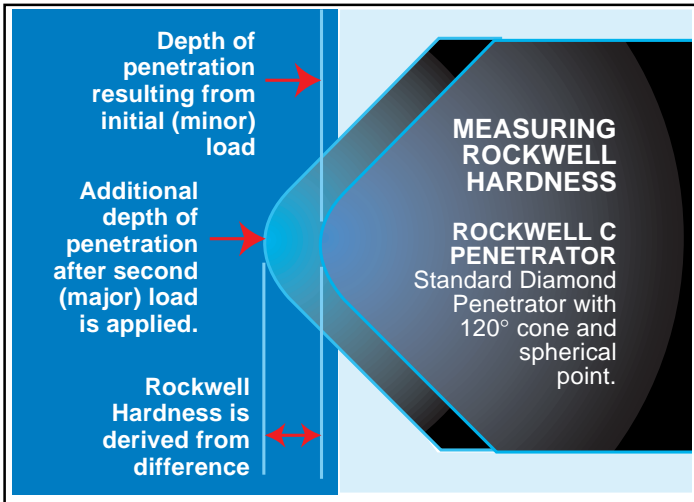 Depth of
penetration
resulting from
initial (minor)
load
Additional
depth of
penetration
after second
(major) load
is applied.
Rockwell
Hardness is
derived from
difference
MEASURING
ROCKWELL
HARDNESS
ROCKWELL C
PENETRATOR
Standard Diamond
Penetrator with
120° cone and
spherical
point.